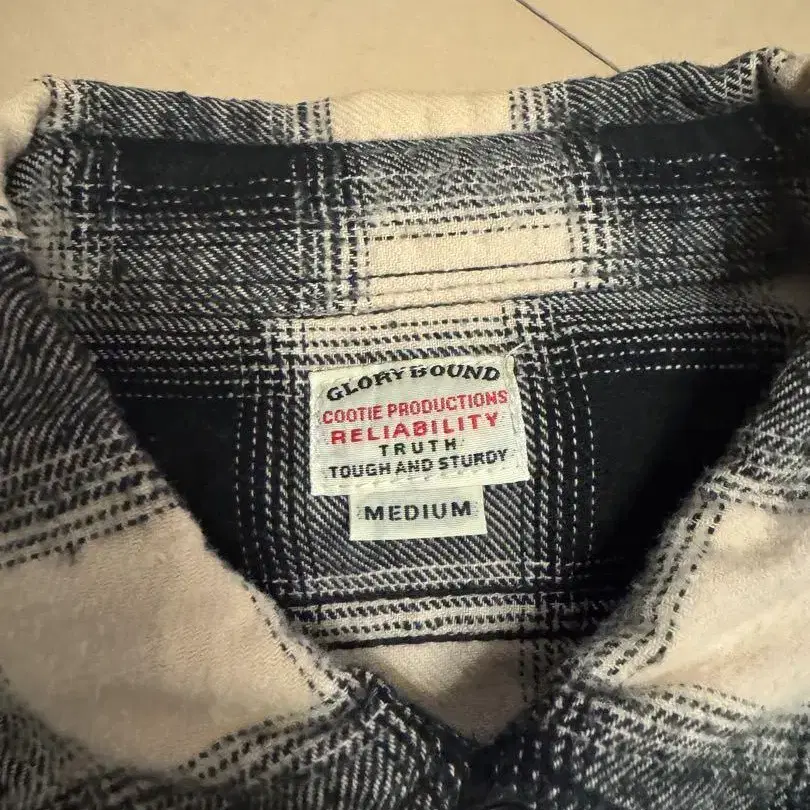 GLORY BOUND
COOTIE PRODUCTIONS
RELIABILITY
TRUTH
TOUGH AND STURDY
MEDIUM